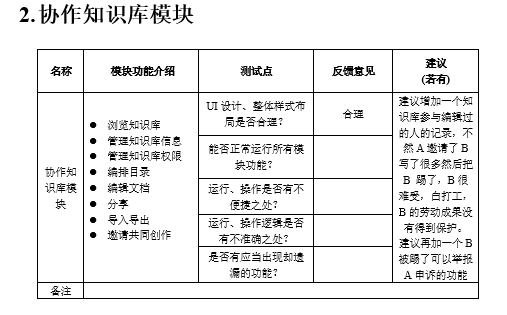 2.协作知识库模块
名称
模块功能介绍
测试点
反馈意见
建议
(若有)
协作知
识库模
块
● 浏览知识库
● 管理知识库信息
● 管理知识库权限
● 编排目录
● 编辑文档
● 分享
● 导入导出
● 邀请共同创作
UI 设计、整体样式布
局是否合理？
合理
能否正常运行所有模
块功能？
运行、操作是否有不
便捷之处？
运行、操作逻辑是否
有不准确之处？
是否有应当出现却遗
漏的功能？
建议增加一个知
识库参与编辑过
的人的记录，不
然 A 邀请了 B
写了很多然后把
B 踢了，B 很
难受，白打工，
B 的劳动成果没
有得到保护。
建议再加一个 B
被踢了可以举报
A 申诉的功能
备注